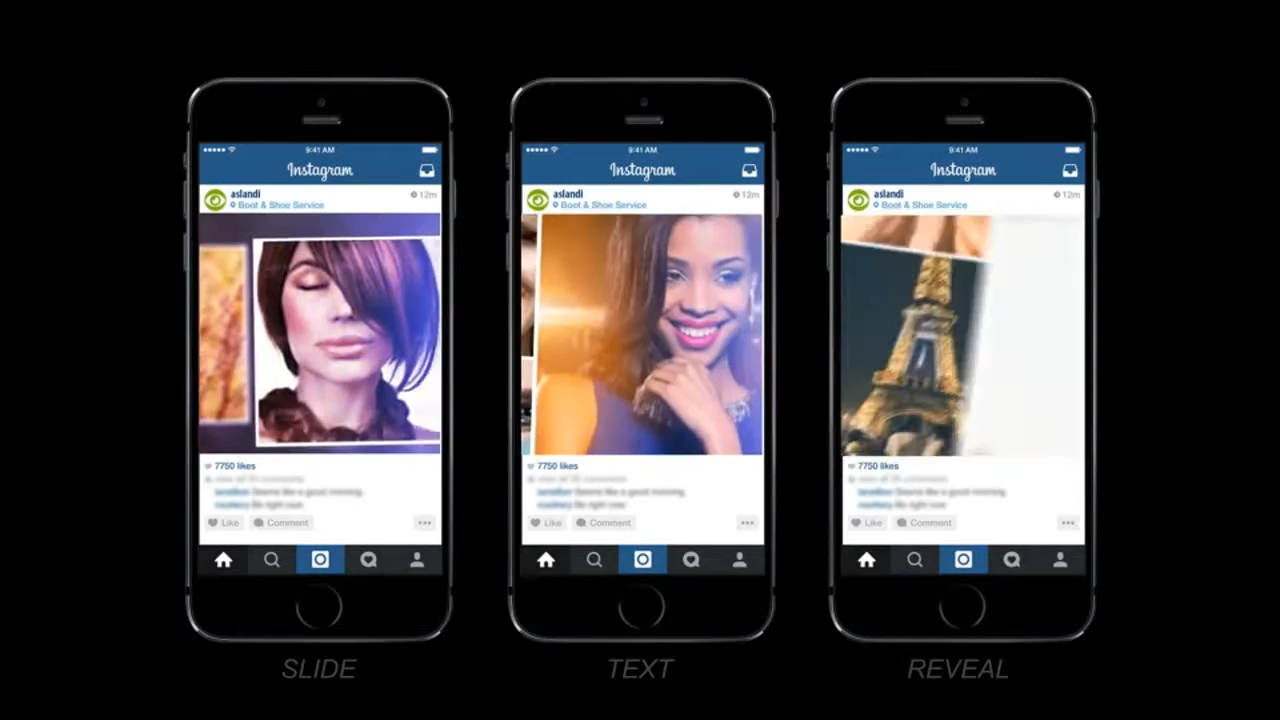 9:41 AM
Instagram
aslandi
12m
Boot & Shoe Service
7750 likes
Like
Comment
SLIDE
9:41 AM
Instagram
aslandi
12m
Boot & Shoe Service
7750 likes
Like
Comment
TEXT
9:41 AM
Instagram
aslandi
12m
Boot & Shoe Service
7750 likes
Like
Comment
REVEAL